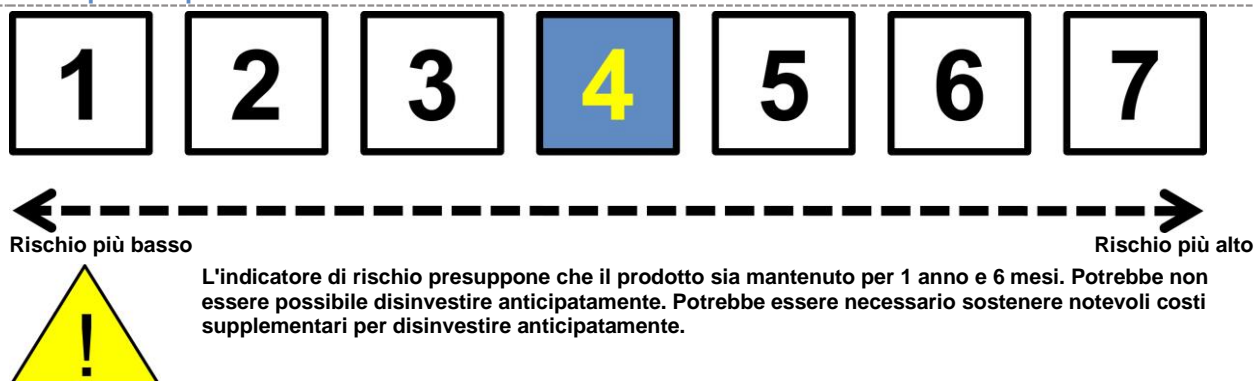 1 2 3 4 5 6 7
Rischio più basso Rischio più alto
L'indicatore di rischio presuppone che il prodotto sia mantenuto per 1 anno e 6 mesi. Potrebbe non
essere possibile disinvestire anticipatamente. Potrebbe essere necessario sostenere notevoli costi
supplementari per disinvestire anticipatamente.
!